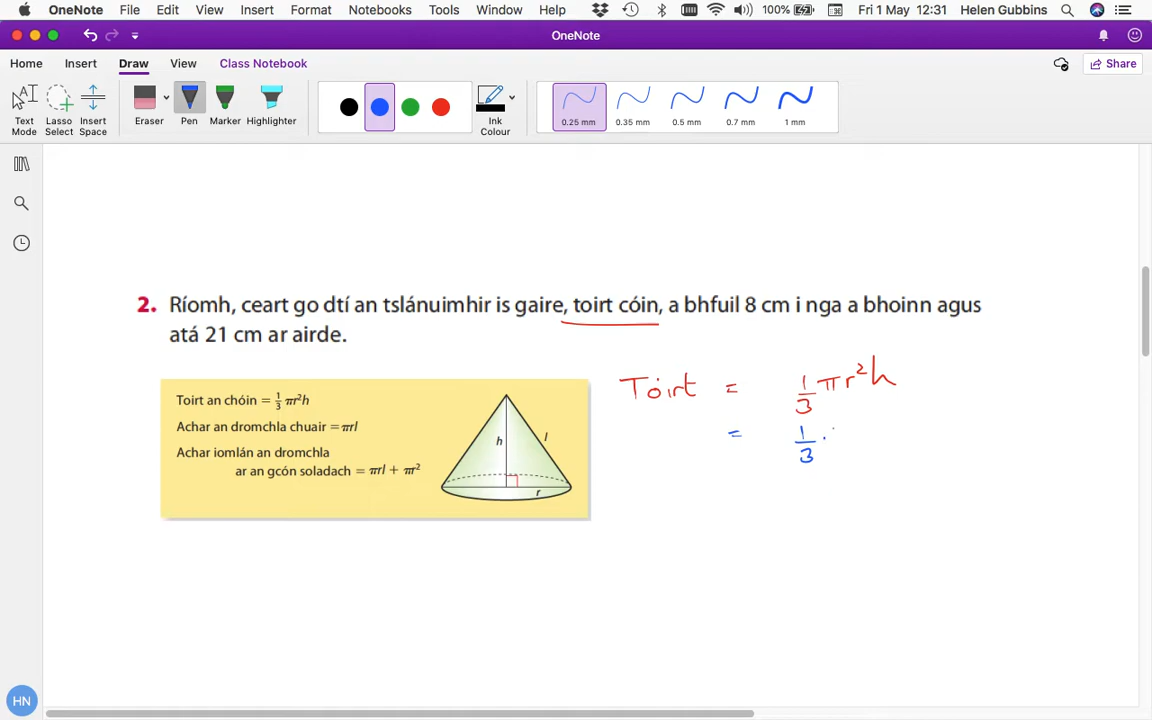 OneNote File Edit View Insert Format Notebooks Tools Window Help 100% Fri 1 May 12:31 Helen Gubbins
OneNote
Home Insert Draw View Class Notebook Share
Text Mode Lasso Select Insert Space Eraser Pen Marker Highlighter Ink Colour 0.25 mm 0.35 mm 0.5 mm 0.7 mm 1 mm
2. Ríomh, ceart go dtí an tslánuimhir is gaire, toirt cóin, a bhfuil 8 cm i nga a bhoinn agus
atá 21 cm ar airde.
Toirt an chóin = 1/3 πr²h
Achar an dromchla chuair = πrl
Achar iomlán an dromchla
ar an gcón soladach = πrl + πr²
h l
r
Toirt = 1/3 πr²h
= 1/3 .
HN